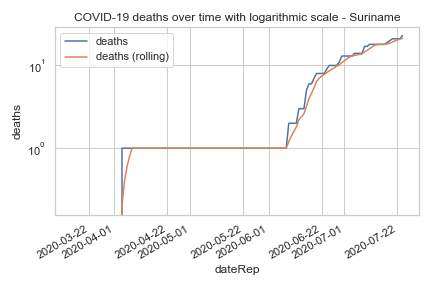 COVID-19 deaths over time with logarithmic scale - Suriname
deaths
deaths (rolling)
10¹
10⁰
deaths
2020-03-22
2020-04-01
2020-04-22
2020-05-01
2020-05-22
2020-06-01
2020-06-22
2020-07-01
2020-07-22
dateRep